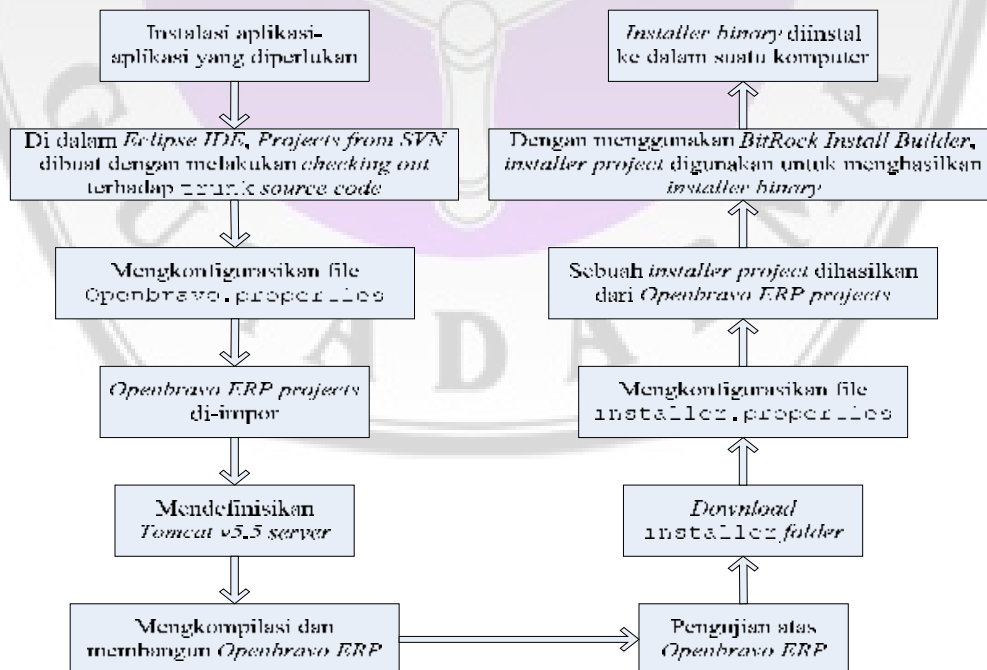 Instalasi aplikasi-
aplikasi yang diperlukan
Di dalam Eclipse IDE, Projects from SVN
dibuat dengan melakukan checking out
terhadap trunk source code
Mengkonfigurasikan file
Openbravo.properties
Openbravo ERP projects
di-impor
Mendefinisikan
Tomcat v5.5 server
Mengkompilasi dan
membangun Openbravo ERP
Pengujian atas
Openbravo ERP
Download
installer folder
Mengkonfigurasikan file
installer.properties
Sebuah installer project dihasilkan
dari Openbravo ERP projects
Dengan menggunakan BitRock Install Builder,
installer project digunakan untuk menghasilkan
installer binary
Installer binary diinstal
ke dalam suatu komputer